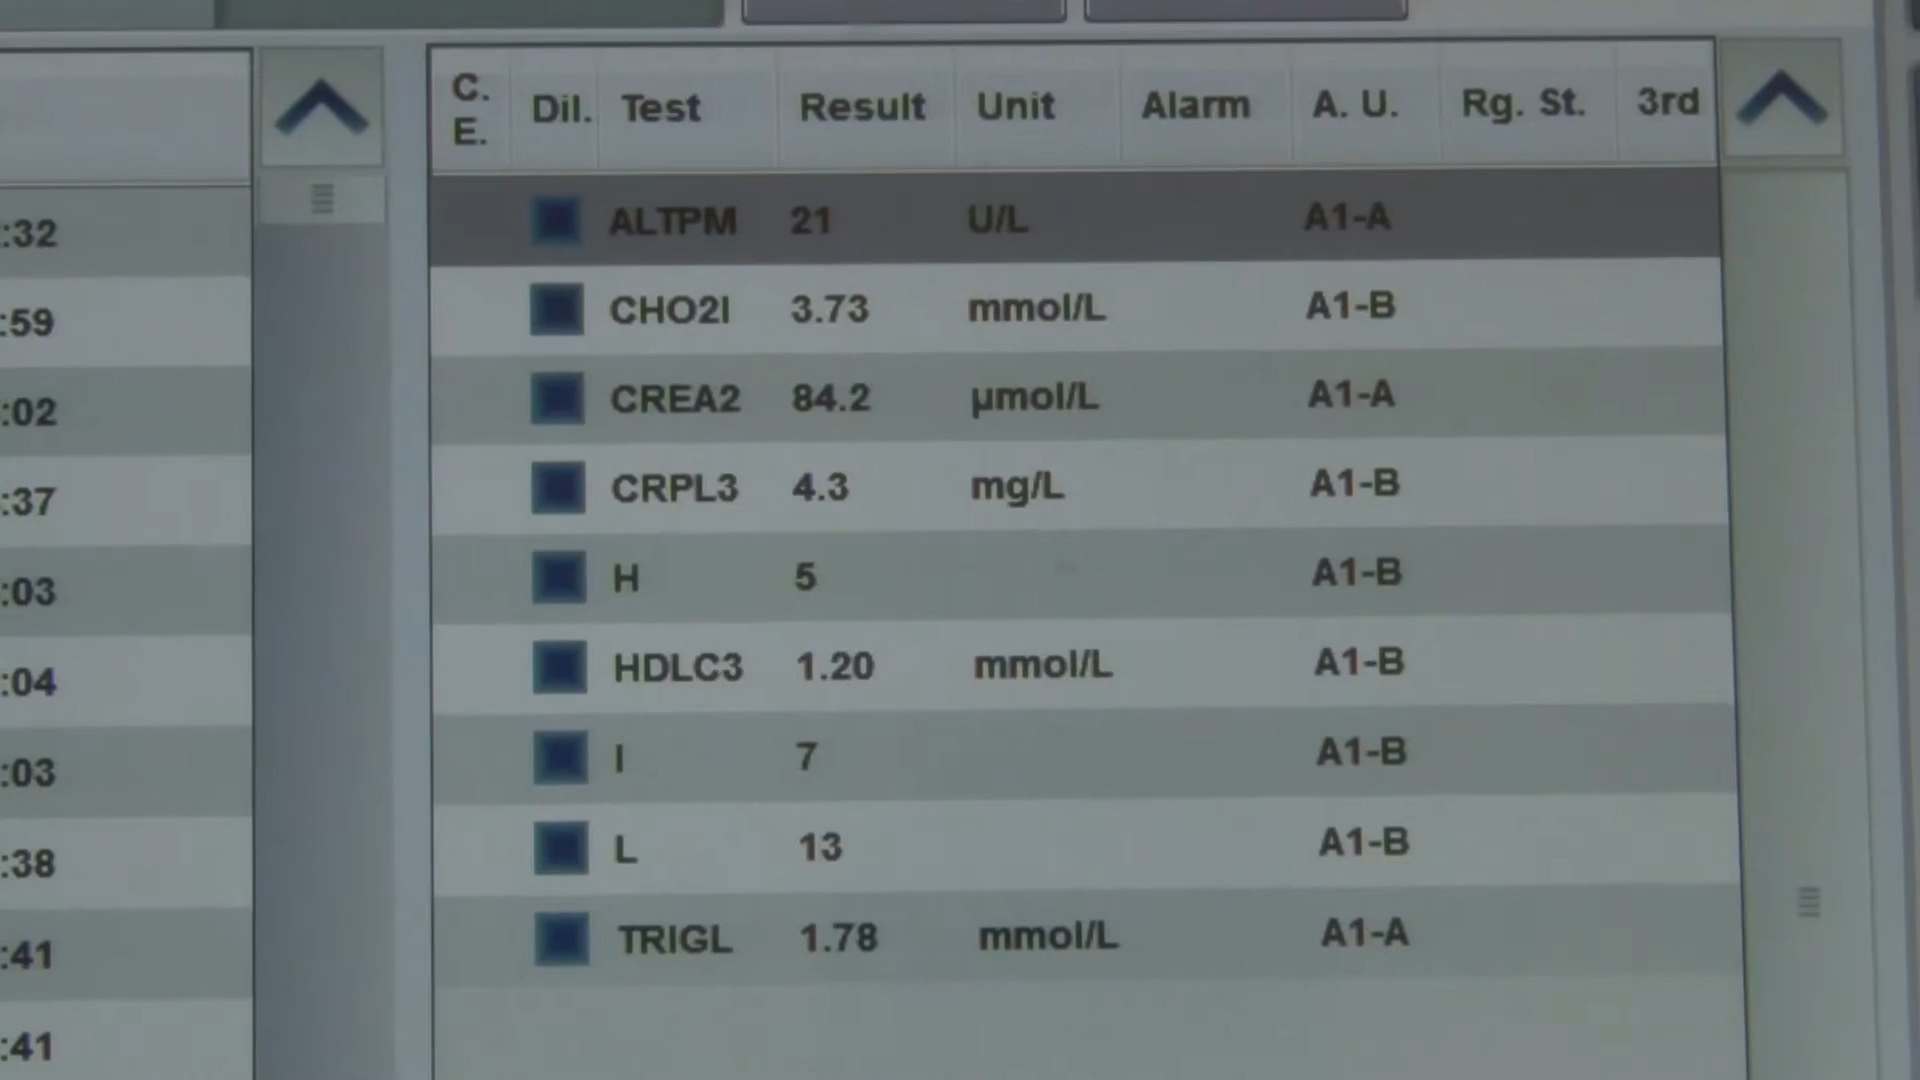 C. E. Dil. Test Result Unit Alarm A. U. Rg. St. 3rd
:32
:59
:02
:37
:03
:04
:03
:38
:41
:41
ALTPM 21 U/L A1-A
CHO2I 3.73 mmol/L A1-B
CREA2 84.2 µmol/L A1-A
CRPL3 4.3 mg/L A1-B
H 5 A1-B
HDLC3 1.20 mmol/L A1-B
I 7 A1-B
L 13 A1-B
TRIGL 1.78 mmol/L A1-A